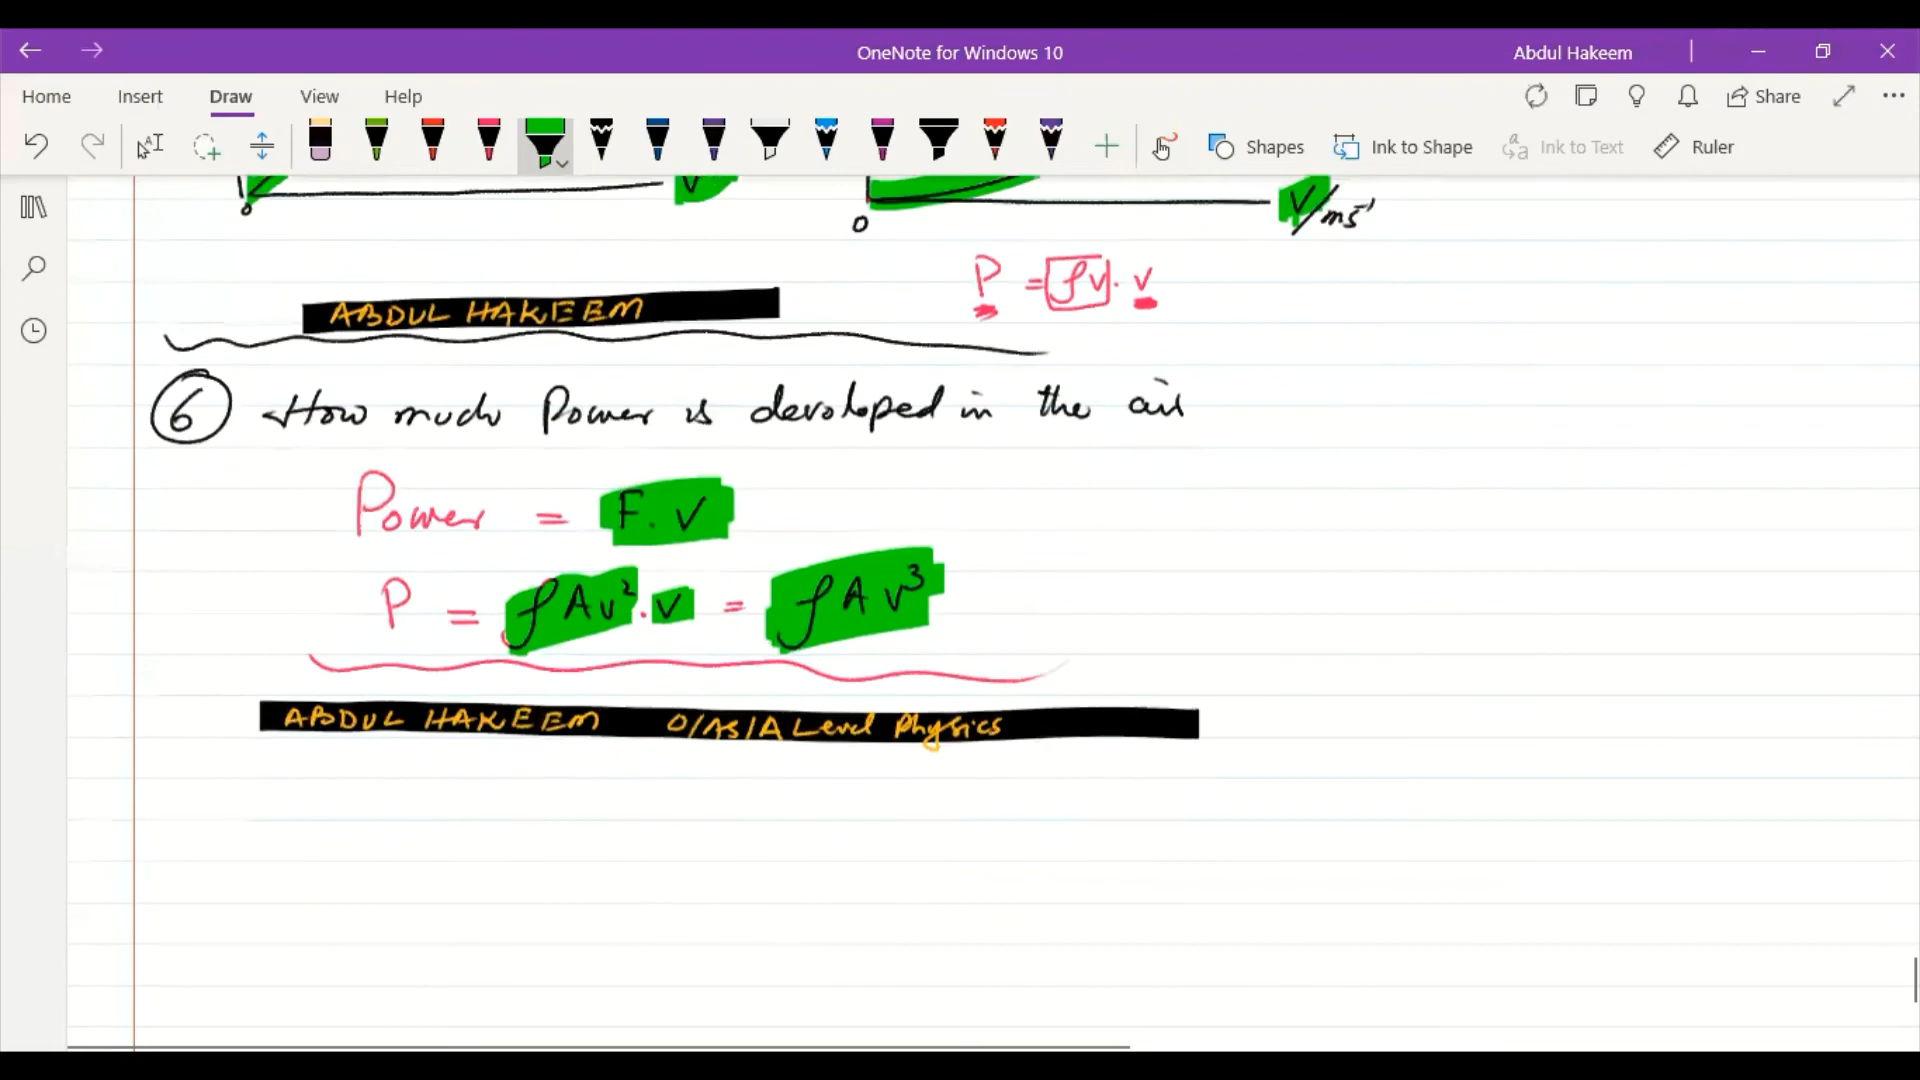 OneNote for Windows 10 Abdul Hakeem
Home Insert Draw View Help Share
Shapes Ink to Shape Ink to Text Ruler
0 V 0 V/ms⁻¹
P = ρv . v
ABDUL HAKEEM
6 How much Power is developed in the air
Power = F. V
P = ρAv² . v = ρAv³
ABDUL HAKEEM O/AS/A Level Physics